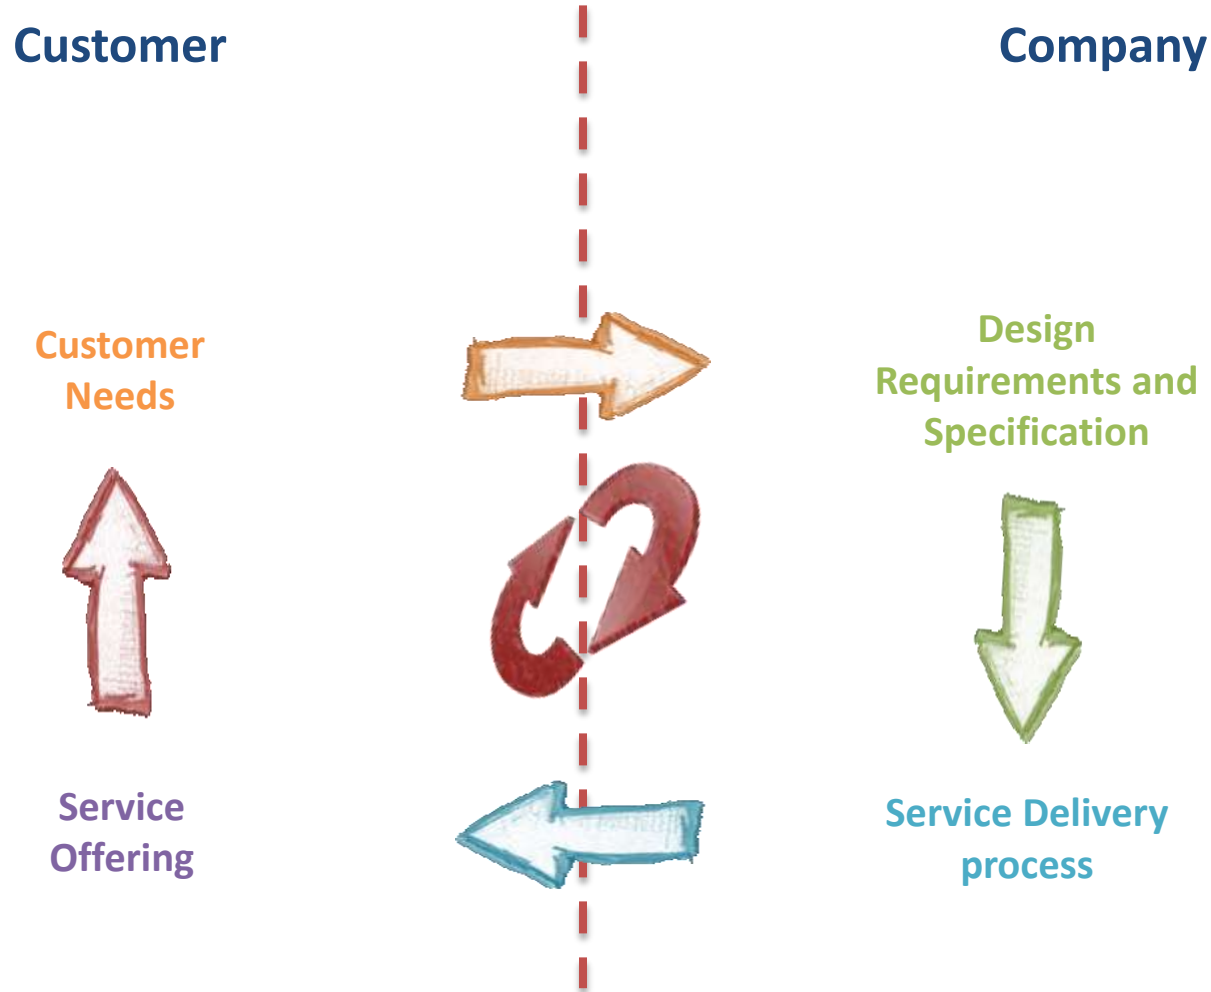 Customer
Company
Customer
Needs
Design
Requirements and
Specification
Service
Offering
Service Delivery
process